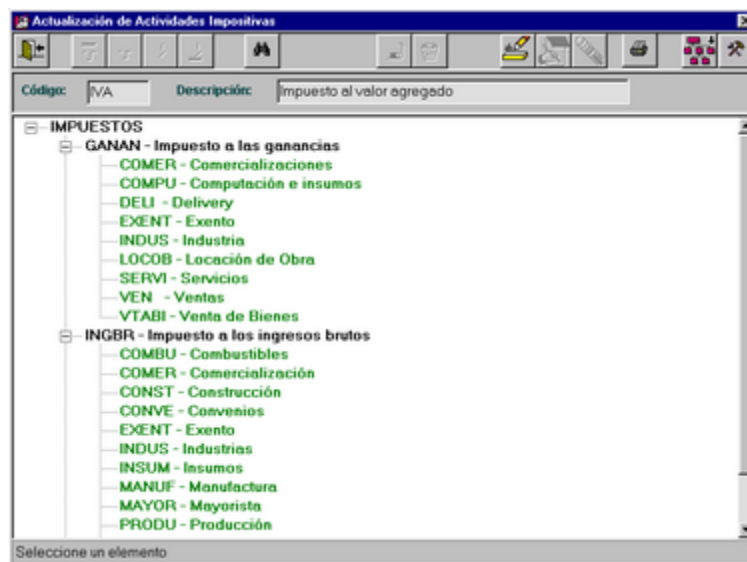 Actualización de Actividades Impositivas
Código: IVA Descripción: Impuesto al valor agregado
IMPUESTOS
GANAN - Impuesto a las ganancias
COMER - Comercializaciones
COMPU - Computación e insumos
DELI - Delivery
EXENT - Exento
INDUS - Industria
LOCOB - Locación de Obra
SERVI - Servicios
VEN - Ventas
VTABI - Venta de Bienes
INGBR - Impuesto a los ingresos brutos
COMBU - Combustibles
COMER - Comercialización
CONST - Construcción
CONVE - Convenios
EXENT - Exento
INDUS - Industrias
INSUM - Insumos
MANUF - Manufactura
MAYOR - Mayorista
PRODU - Producción
Seleccione un elemento